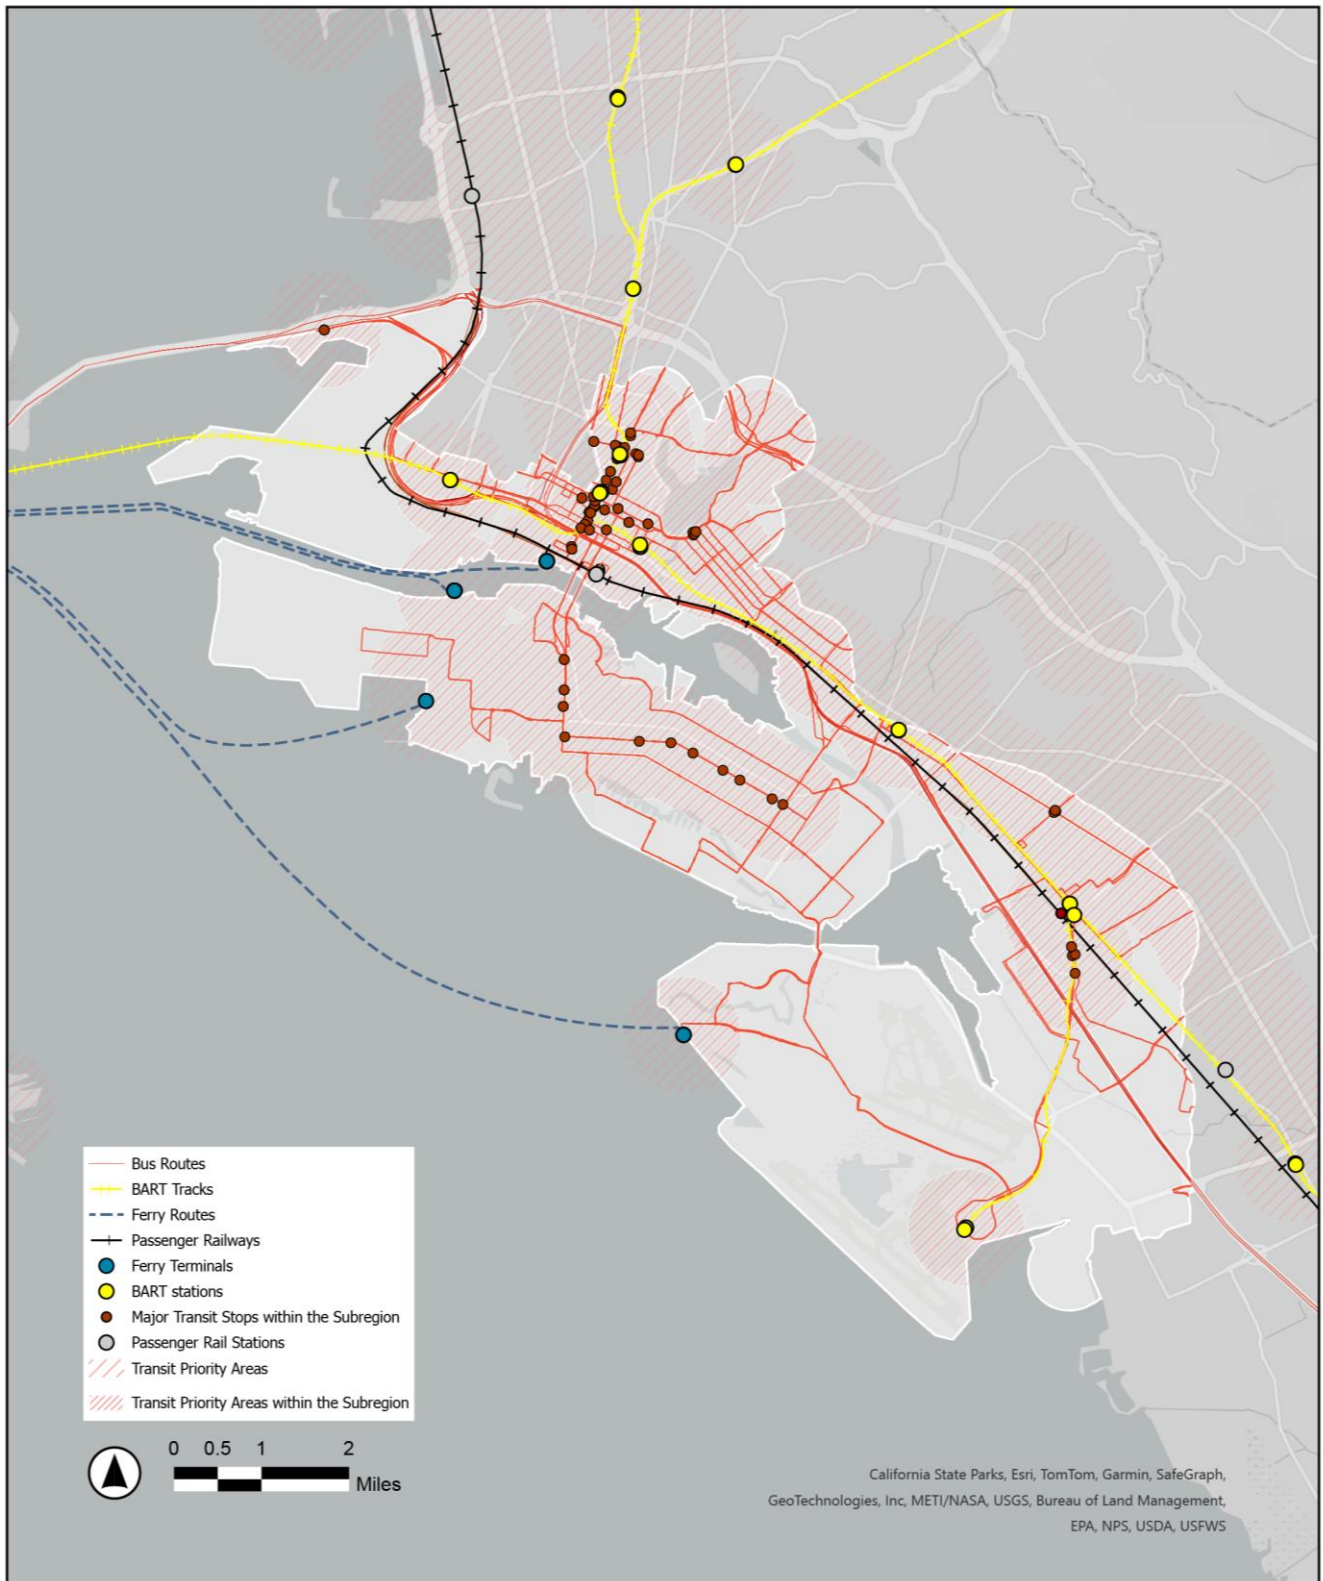 Bus Routes
BART Tracks
Ferry Routes
Passenger Railways
Ferry Terminals
BART stations
Major Transit Stops within the Subregion
Passenger Rail Stations
Transit Priority Areas
Transit Priority Areas within the Subregion
0 0.5 1 2
Miles
California State Parks, Esri, TomTom, Garmin, SafeGraph,
GeoTechnologies, Inc, METI/NASA, USGS, Bureau of Land Management,
EPA, NPS, USDA, USFWS